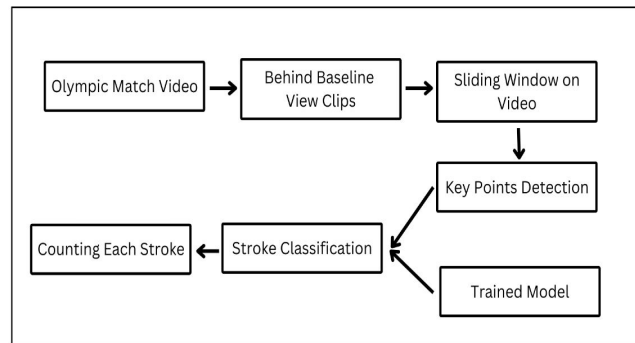 Olympic Match Video
Behind Baseline
View Clips
Sliding Window on
Video
Key Points Detection
Stroke Classification
Counting Each Stroke
Trained Model